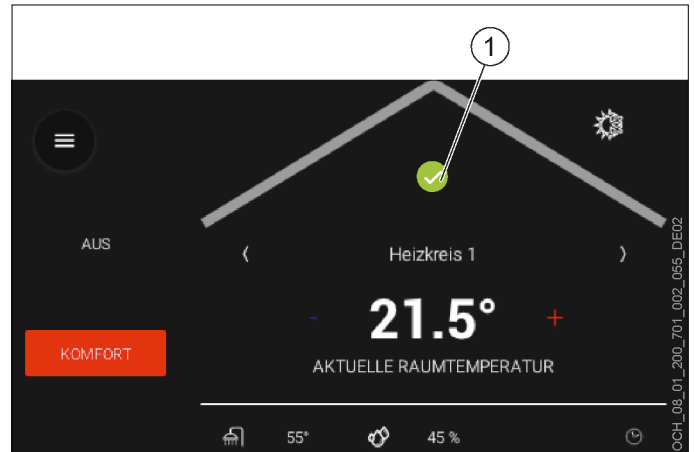 1
AUS
‹ Heizkreis 1 ›
- 21.5° +
KOMFORT
AKTUELLE RAUMTEMPERATUR
55° 45 %
OCH_08_01_200_701_002_055_DE02